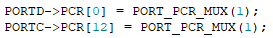 PORTD->PCR[0] = PORT_PCR_MUX(1);
PORTC->PCR[12] = PORT_PCR_MUX(1);